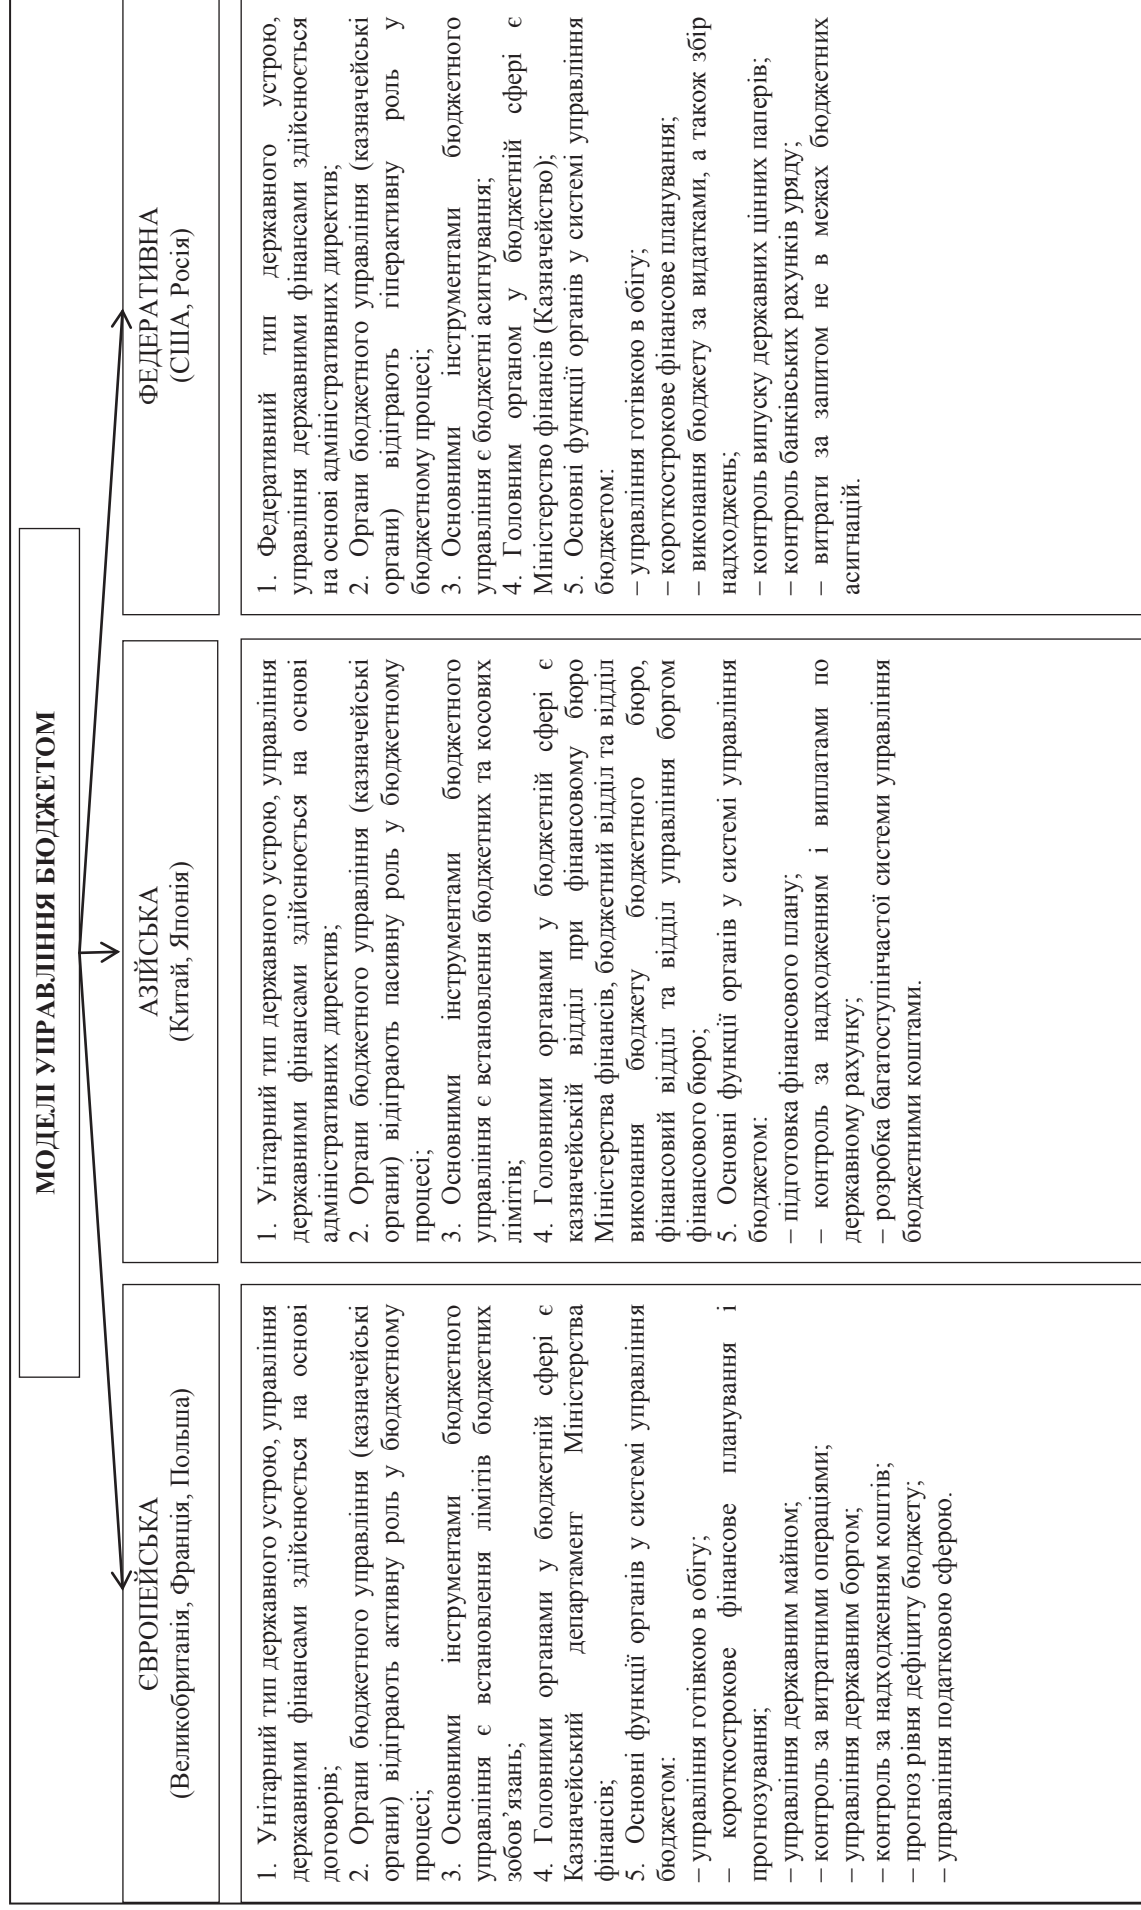 МОДЕЛІ УПРАВЛІННЯ БЮДЖЕТОМ
ЄВРОПЕЙСЬКА
(Великобританія, Франція, Польша)
1. Унітарний тип державного устрою, управління
державними фінансами здійснюється на основі
договорів;
2. Органи бюджетного управління (казначейські
органи) відіграють активну роль у бюджетному
процесі;
3. Основними інструментами бюджетного
управління є встановлення лімітів бюджетних
зобов’язань;
4. Головними органами у бюджетній сфері є
Казначейський департамент Міністерства
фінансів;
5. Основні функції органів у системі управління
бюджетом:
– управління готівкою в обігу;
– короткострокове фінансове планування і
прогнозування;
– управління державним майном;
– контроль за витратними операціями;
– управління державним боргом;
– контроль за надходженням коштів;
– прогноз рівня дефіциту бюджету;
– управління податковою сферою.
АЗІЙСЬКА
(Китай, Японія)
1. Унітарний тип державного устрою, управління
державними фінансами здійснюється на основі
адміністративних директив;
2. Органи бюджетного управління (казначейські
органи) відіграють пасивну роль у бюджетному
процесі;
3. Основними інструментами бюджетного
управління є встановлення бюджетних та косових
лімітів;
4. Головними органами у бюджетній сфері є
казначейській відділ при фінансовому бюро
Міністерства фінансів, бюджетний відділ та відділ
виконання бюджету бюджетного бюро,
фінансовий відділ та відділ управління боргом
фінансового бюро;
5. Основні функції органів у системі управління
бюджетом:
– підготовка фінансового плану;
– контроль за надходженням і виплатами по
державному рахунку;
– розробка багатоступінчастої системи управління
бюджетними коштами.
ФЕДЕРАТИВНА
(США, Росія)
1. Федеративний тип державного устрою,
управління державними фінансами здійснюється
на основі адміністративних директив;
2. Органи бюджетного управління (казначейські
органи) відіграють гіперактивну роль у
бюджетному процесі;
3. Основними інструментами бюджетного
управління є бюджетні асигнування;
4. Головним органом у бюджетній сфері є
Міністерство фінансів (Казначейство);
5. Основні функції органів у системі управління
бюджетом:
– управління готівкою в обігу;
– короткострокове фінансове планування;
– виконання бюджету за видатками, а також збір
надходжень;
– контроль випуску державних цінних паперів;
– контроль банківських рахунків уряду;
– витрати за запитом не в межах бюджетних
асигнацій.